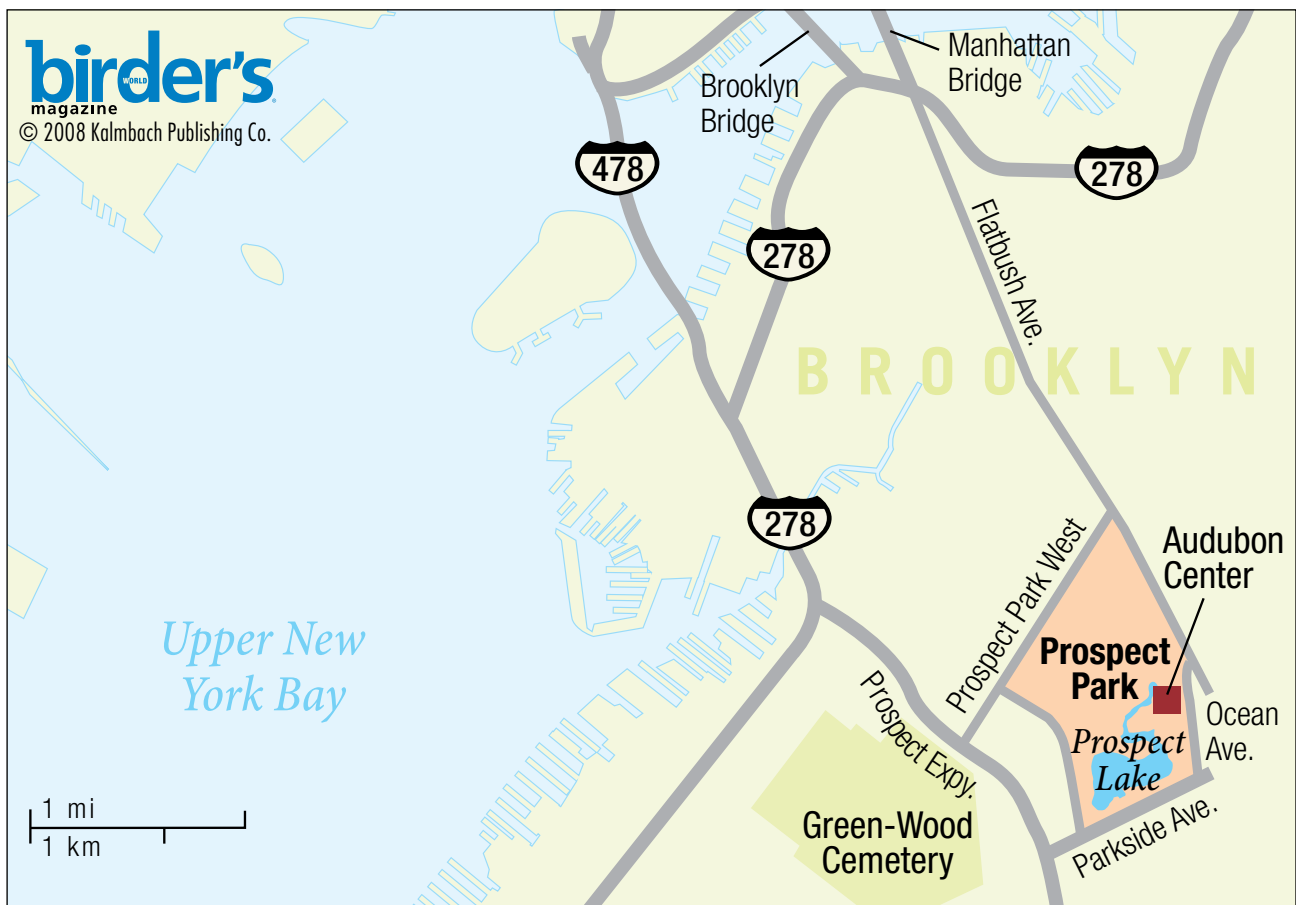 birder's
WORLD
magazine
© 2008 Kalmbach Publishing Co.
Brooklyn
Bridge
Manhattan
Bridge
478
278
278
Flatbush Ave.
BROOKLYN
278
Prospect Park West
Audubon
Center
Prospect
Park
Upper New
York Bay
Prospect Expy.
Ocean
Ave.
Prospect
Lake
1 mi
1 km
Green-Wood
Cemetery
Parkside Ave.